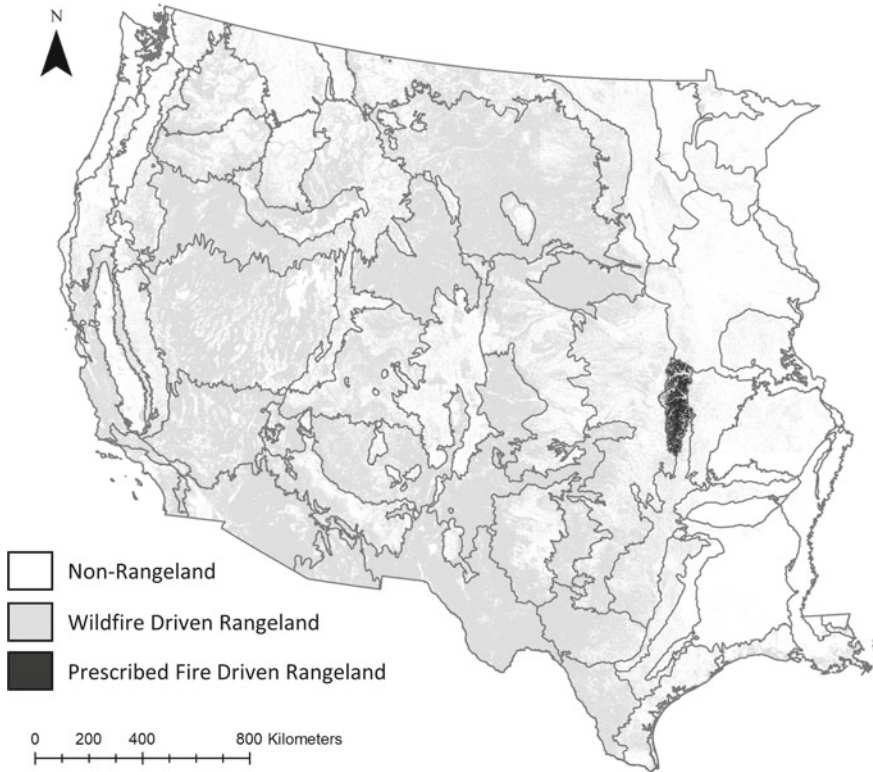 N
Non-Rangeland
Wildfire Driven Rangeland
Prescribed Fire Driven Rangeland
0 200 400 800 Kilometers